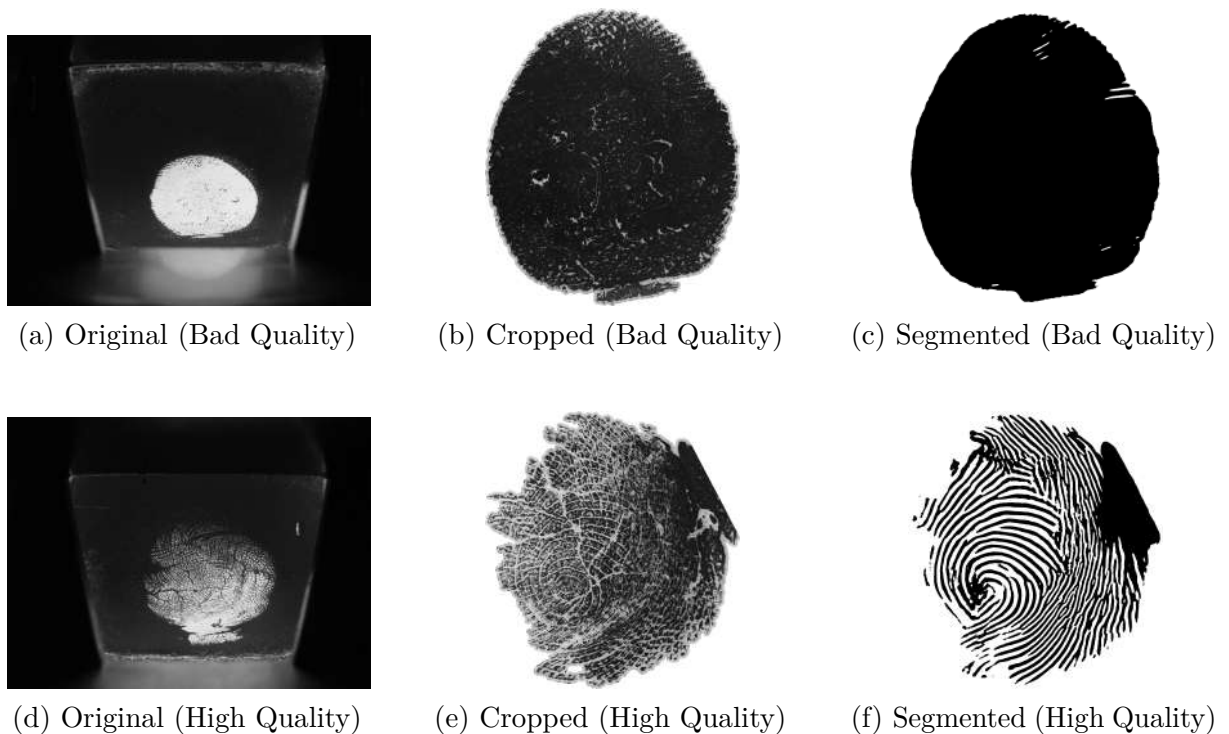 (a) Original (Bad Quality)
(b) Cropped (Bad Quality)
(c) Segmented (Bad Quality)
(d) Original (High Quality)
(e) Cropped (High Quality)
(f) Segmented (High Quality)